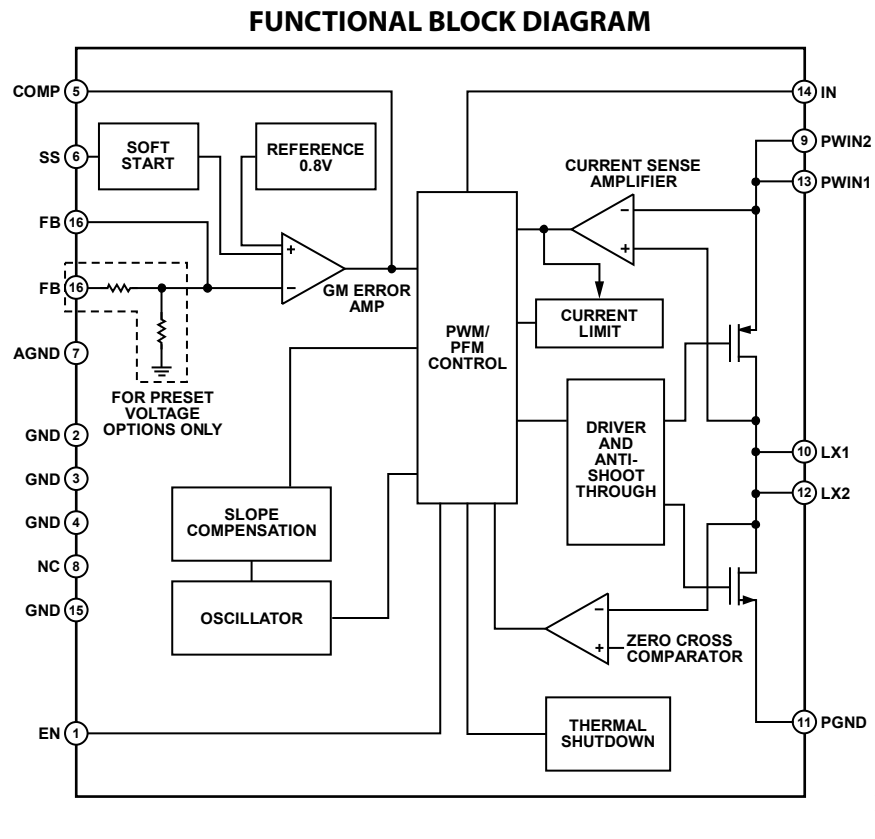 FUNCTIONAL BLOCK DIAGRAM
COMP 5
SS 6
FB 16
FB 16
AGND 7
GND 2
GND 3
GND 4
NC 8
GND 15
EN 1
SOFT
START
REFERENCE
0.8V
+
−
GM ERROR
AMP
FOR PRESET
VOLTAGE
OPTIONS ONLY
SLOPE
COMPENSATION
OSCILLATOR
PWM/
PFM
CONTROL
CURRENT SENSE
AMPLIFIER
−
+
CURRENT
LIMIT
DRIVER
AND
ANTI-
SHOOT
THROUGH
−
+
ZERO CROSS
COMPARATOR
THERMAL
SHUTDOWN
14 IN
9 PWIN2
13 PWIN1
10 LX1
12 LX2
11 PGND